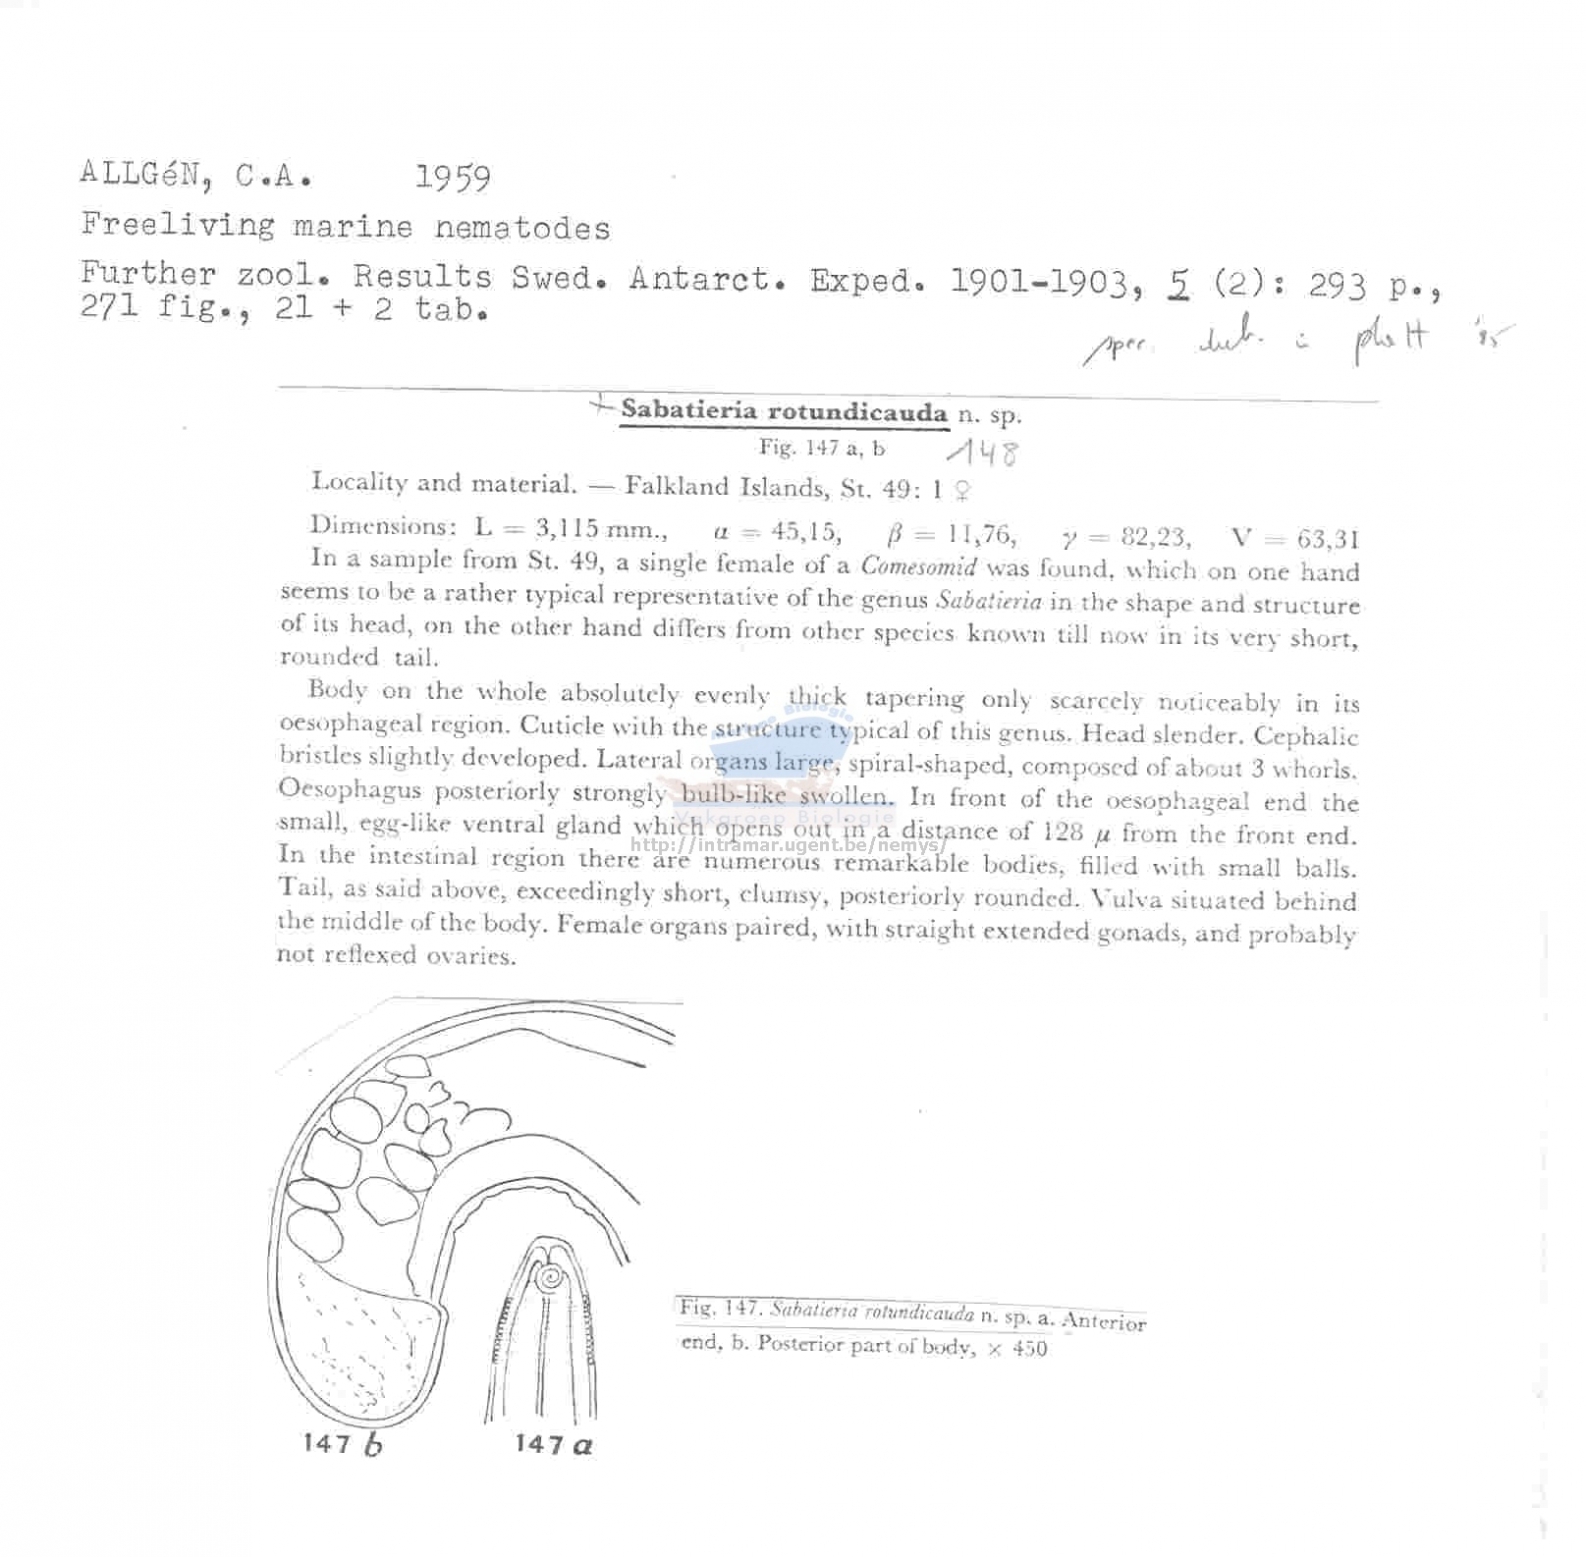 ALLGéN, C.A. 1959
Freeliving marine nematodes
Further zool. Results Swed. Antarct. Exped. 1901-1903, 5 (2): 293 p.,
271 fig., 21 + 2 tab.
spec. dub. in Platt '85
Sabatieria rotundicauda n. sp.
Fig. 147 a, b 148
Locality and material. — Falkland Islands, St. 49: 1 ♀
Dimensions: L = 3,115 mm., α = 45,15, β = 11,76, γ = 82,23, V = 63,31
In a sample from St. 49, a single female of a Comesomid was found, which on one hand
seems to be a rather typical representative of the genus Sabatieria in the shape and structure
of its head, on the other hand differs from other species known till now in its very short,
rounded tail.
Body on the whole absolutely evenly thick tapering only scarcely noticeably in its
oesophageal region. Cuticle with the structure typical of this genus. Head slender. Cephalic
bristles slightly developed. Lateral organs large, spiral-shaped, composed of about 3 whorls.
Oesophagus posteriorly strongly bulb-like swollen. In front of the oesophageal end the
small, egg-like ventral gland which opens out in a distance of 128 μ from the front end.
In the intestinal region there are numerous remarkable bodies, filled with small balls.
Tail, as said above, exceedingly short, clumsy, posteriorly rounded. Vulva situated behind
the middle of the body. Female organs paired, with straight extended gonads, and probably
not reflexed ovaries.
Biologie
Vakgroep Biologie
http://intramar.ugent.be/nemys/
Fig. 147. Sabatieria rotundicauda n. sp. a. Anterior
end, b. Posterior part of body, × 450
147 b 147 a